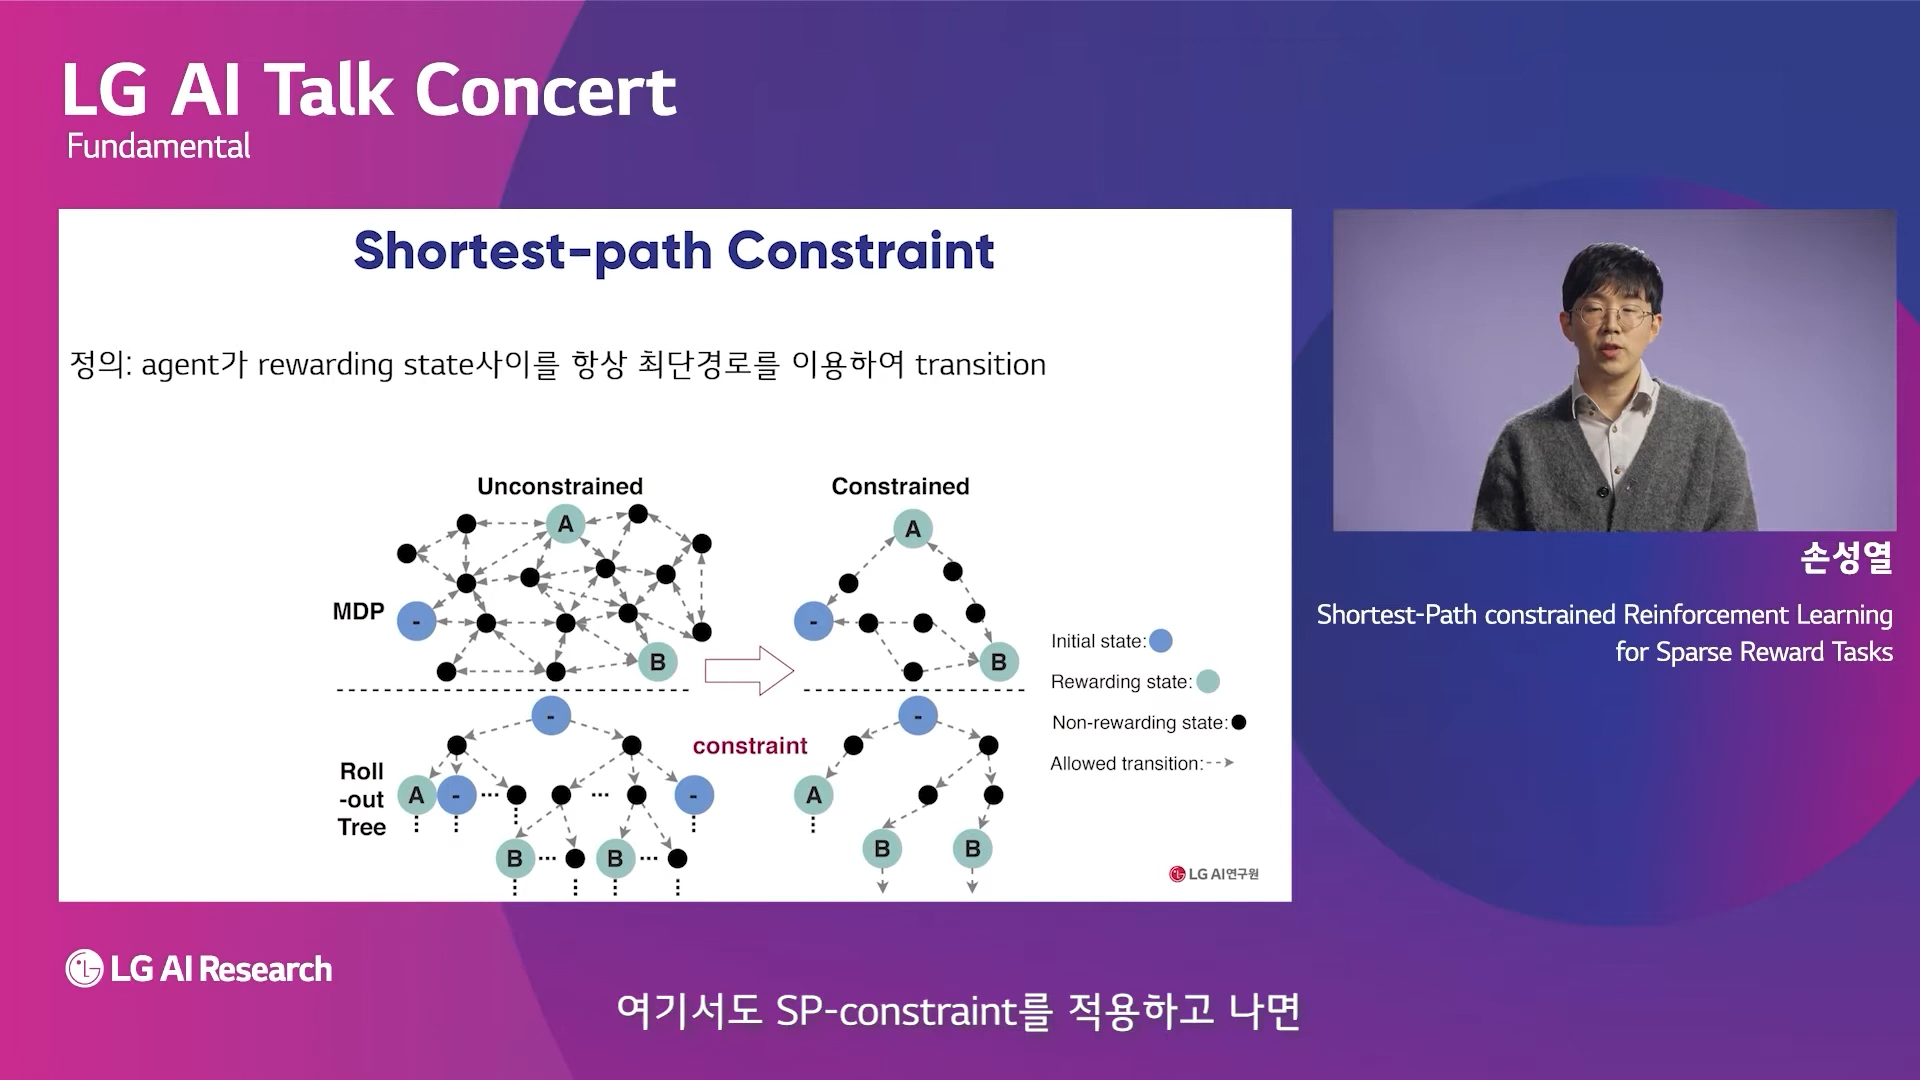 LG AI Talk Concert
Fundamental
Shortest-path Constraint
정의: agent가 rewarding state사이를 항상 최단경로를 이용하여 transition
Unconstrained
Constrained
A
A
MDP
-
-
B
B
Initial state:
Rewarding state:
Non-rewarding state:
Allowed transition:
-
-
constraint
Roll
-out
Tree
A
-
...
...
-
A
B
...
B
...
B
B
LG AI연구원
손성열
Shortest-Path constrained Reinforcement Learning
for Sparse Reward Tasks
LG AI Research
여기서도 SP-constraint를 적용하고 나면